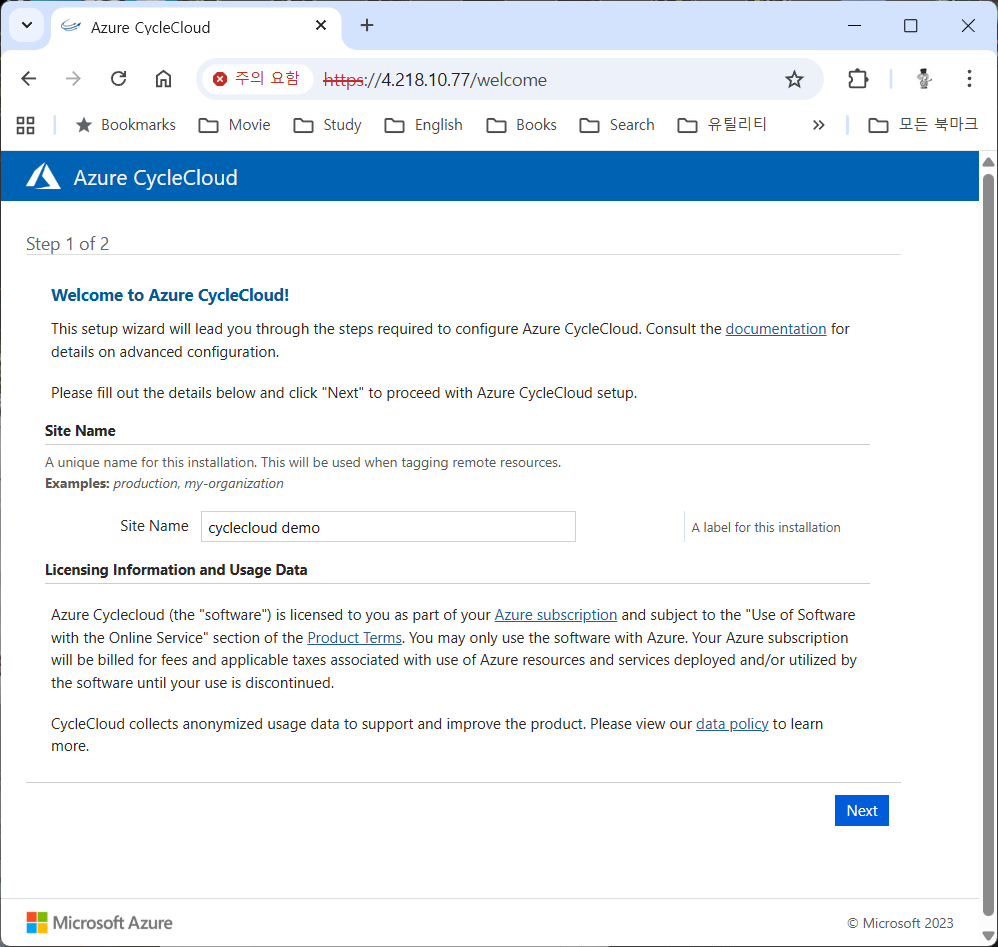 Azure CycleCloud
주의 요함 https://4.218.10.77/welcome
Bookmarks Movie Study English Books Search 유틸리티 » 모든 북마크
Azure CycleCloud
Step 1 of 2
Welcome to Azure CycleCloud!
This setup wizard will lead you through the steps required to configure Azure CycleCloud. Consult the documentation for
details on advanced configuration.
Please fill out the details below and click "Next" to proceed with Azure CycleCloud setup.
Site Name
A unique name for this installation. This will be used when tagging remote resources.
Examples: production, my-organization
Site Name cyclecloud demo A label for this installation
Licensing Information and Usage Data
Azure Cyclecloud (the "software") is licensed to you as part of your Azure subscription and subject to the "Use of Software
with the Online Service" section of the Product Terms. You may only use the software with Azure. Your Azure subscription
will be billed for fees and applicable taxes associated with use of Azure resources and services deployed and/or utilized by
the software until your use is discontinued.
CycleCloud collects anonymized usage data to support and improve the product. Please view our data policy to learn
more.
Next
Microsoft Azure © Microsoft 2023